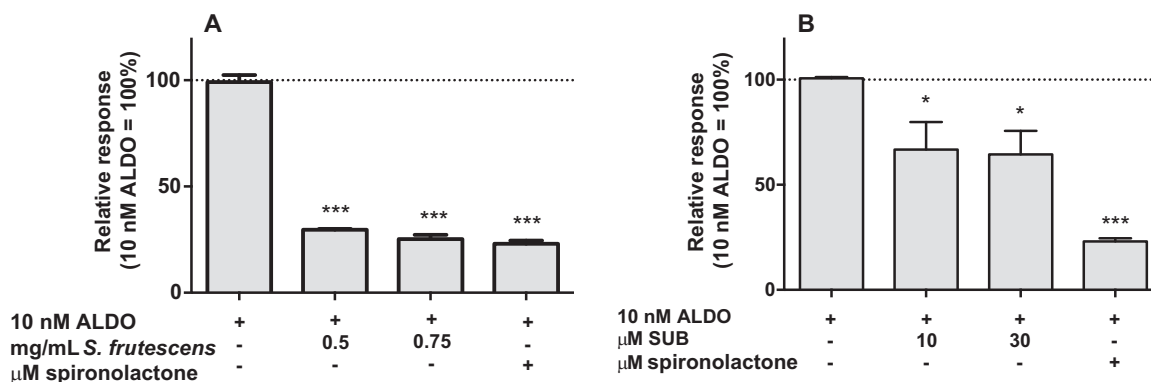 A
Relative response
(10 nM ALDO = 100%)
100
50
0
***
***
***
10 nM ALDO + + + +
mg/mL S. frutescens - 0.5 0.75 -
μM spironolactone - - - +
B
Relative response
(10 nM ALDO = 100%)
100
50
0
*
*
***
10 nM ALDO + + + +
μM SUB - 10 30 -
μM spironolactone - - - +